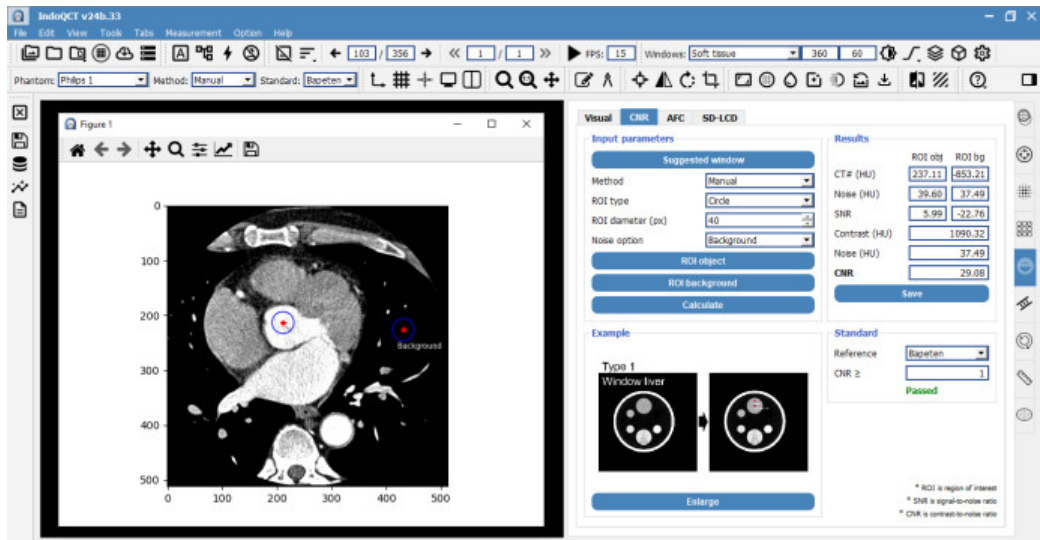 IndoQCT v24b.33
File Edit View Tools Tabs Measurement Option Help
103 / 356 1 / 1 FPS: 15 Windows: Soft tissue 360 60
Phantom: Philips 1 Method: Manual Standard: Bapeten
Figure 1
0
100
200
300
400
500
0 100 200 300 400 500
Background
Visual CNR AFC SD-LCD
Input parameters
Suggested window
Method Manual
ROI type Circle
ROI diameter (px) 40
Noise option Background
ROI object
ROI background
Calculate
Results
ROI obj ROI bg
CT# (HU) 237.11 -853.21
Noise (HU) 39.60 37.49
SNR 5.99 -22.76
Contrast (HU) 1090.32
Noise (HU) 37.49
CNR 29.08
Save
Example
Type 1
Window liver
Enlarge
Standard
Reference Bapeten
CNR ≥ 1
Passed
* ROI is region of interest
* SNR is signal-to-noise ratio
* CNR is contrast-to-noise ratio